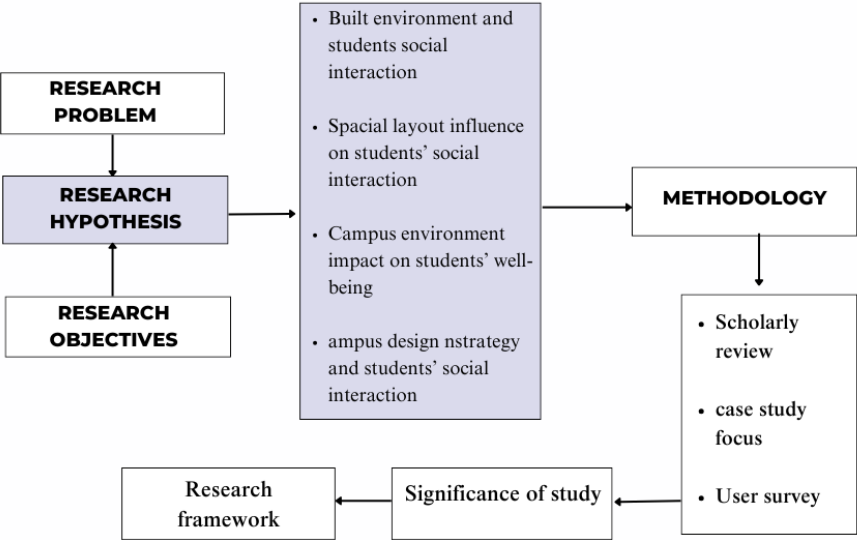 RESEARCH
PROBLEM
RESEARCH
HYPOTHESIS
RESEARCH
OBJECTIVES
• Built environment and
students social
interaction
• Spacial layout influence
on students’ social
interaction
• Campus environment
impact on students’ well-
being
• ampus design nstrategy
and students’ social
interaction
METHODOLOGY
• Scholarly
review
• case study
focus
• User survey
Significance of study
Research
framework